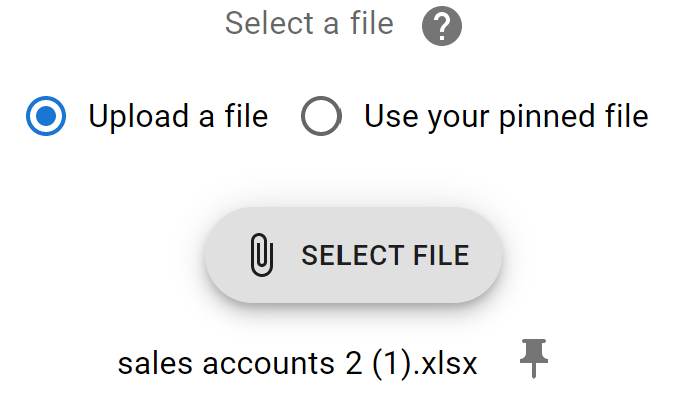 Select a file ?
Upload a file Use your pinned file
SELECT FILE
sales accounts 2 (1).xlsx